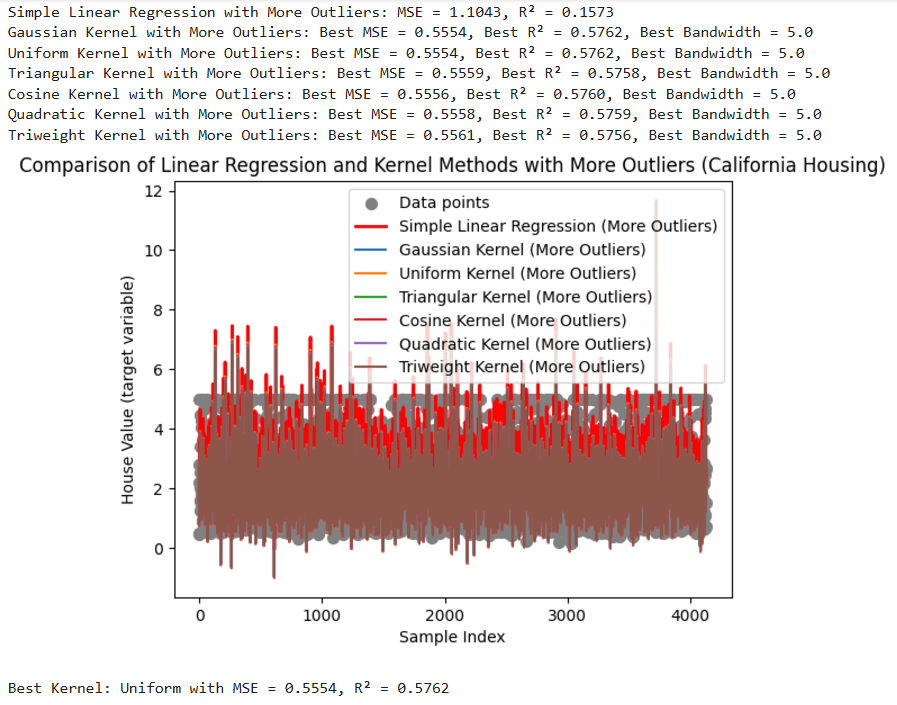 Simple Linear Regression with More Outliers: MSE = 1.1043, R² = 0.1573
Gaussian Kernel with More Outliers: Best MSE = 0.5554, Best R² = 0.5762, Best Bandwidth = 5.0
Uniform Kernel with More Outliers: Best MSE = 0.5554, Best R² = 0.5762, Best Bandwidth = 5.0
Triangular Kernel with More Outliers: Best MSE = 0.5559, Best R² = 0.5758, Best Bandwidth = 5.0
Cosine Kernel with More Outliers: Best MSE = 0.5556, Best R² = 0.5760, Best Bandwidth = 5.0
Quadratic Kernel with More Outliers: Best MSE = 0.5558, Best R² = 0.5759, Best Bandwidth = 5.0
Triweight Kernel with More Outliers: Best MSE = 0.5561, Best R² = 0.5756, Best Bandwidth = 5.0
Comparison of Linear Regression and Kernel Methods with More Outliers (California Housing)
Data points
Simple Linear Regression (More Outliers)
Gaussian Kernel (More Outliers)
Uniform Kernel (More Outliers)
Triangular Kernel (More Outliers)
Cosine Kernel (More Outliers)
Quadratic Kernel (More Outliers)
Triweight Kernel (More Outliers)
House Value (target variable)
12
10
8
6
4
2
0
0 1000 2000 3000 4000
Sample Index
Best Kernel: Uniform with MSE = 0.5554, R² = 0.5762